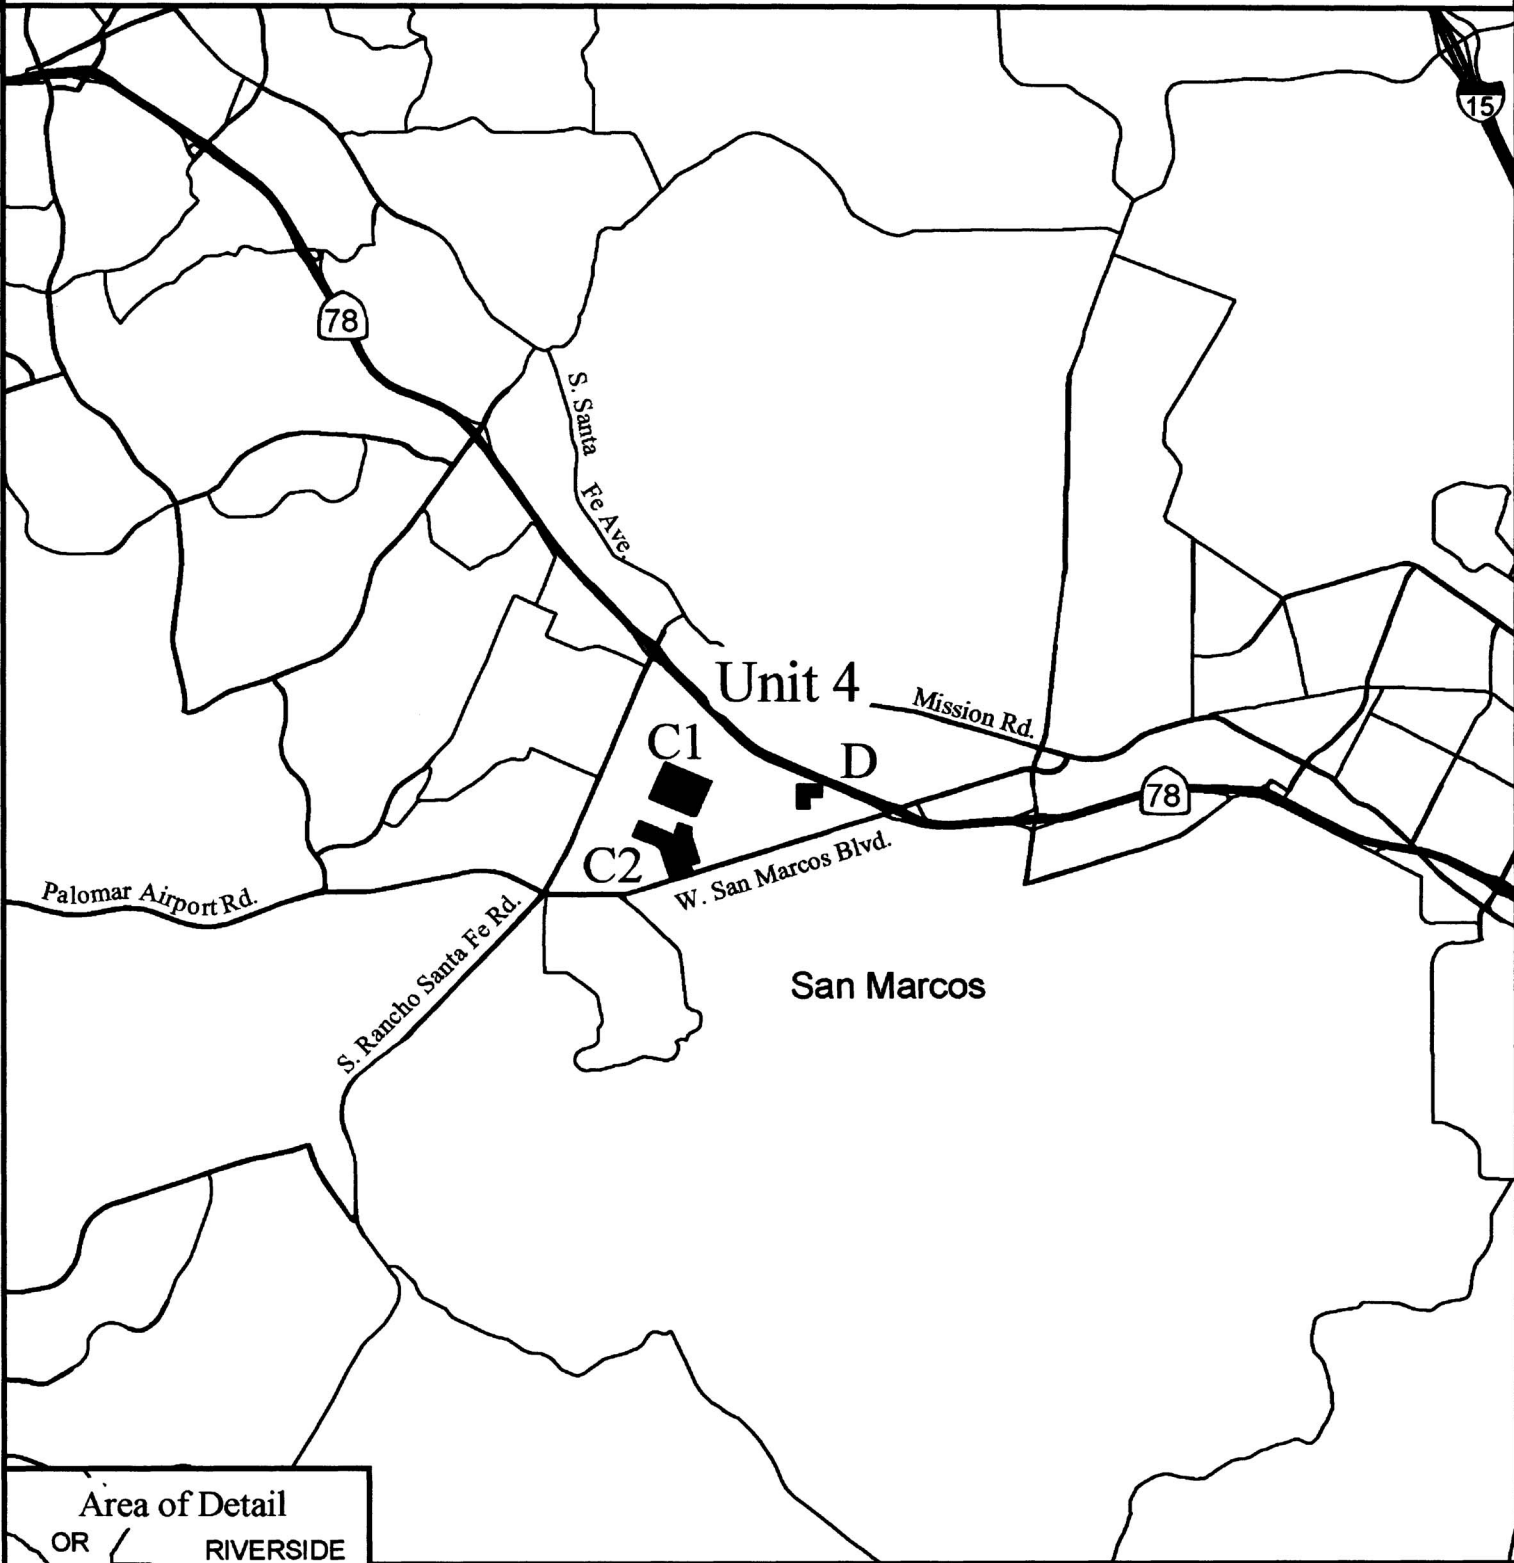 15
78
S. Santa Fe Ave.
Unit 4
Mission Rd.
C1
D
78
C2
W. San Marcos Blvd.
Palomar Airport Rd.
S. Rancho Santa Fe Rd.
San Marcos
Area of Detail
OR
RIVERSIDE